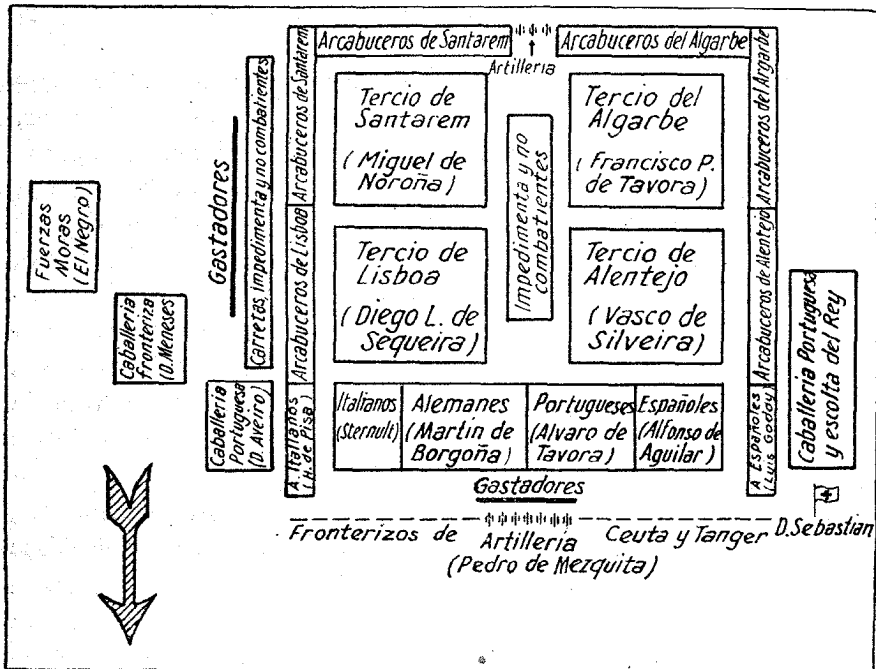 Arcabuceros de Santarem
Arcabuceros del Algarbe
Artilleria
A. Arcabuceros de Santarem
Arcabuceros del Argarbe
Tercio de
Santarem
(Miguel de
Noroña)
Tercio del
Algarbe
(Francisco P.
de Tavora)
Impedimenta y no
combatientes
Carretas, impedimenta y no combatientes
Gastadores
Fuerzas
Moras
(El Negro)
Arcabuceros de Lisboa
Arcabuceros de Alentejo
Tercio de
Lisboa
(Diego L. de
Sequeira)
Tercio de
Alentejo
(Vasco de
Silveira)
Caballeria
fronteriza
(D. Meneses)
Caballeria
Portuguesa
(D. Aveiro)
A. Italianos
(H. de Pisa)
Italianos
(Sternult)
Alemanes
(Martin de
Borgoña)
Portugueses
(Alvaro de
Tavora)
Españoles
(Alfonso de
Aguilar)
A Españoles
(Luis Godoy)
Caballeria Portuguesa
y escolta del Rey
Gastadores
Fronterizos de
Artilleria
Ceuta y Tanger
D. Sebastian
(Pedro de Mezquita)